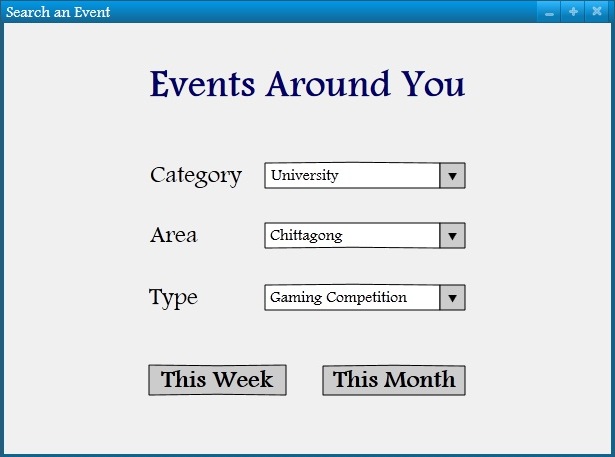 Search an Event
Events Around You
Category University
Area Chittagong
Type Gaming Competition
This Week This Month